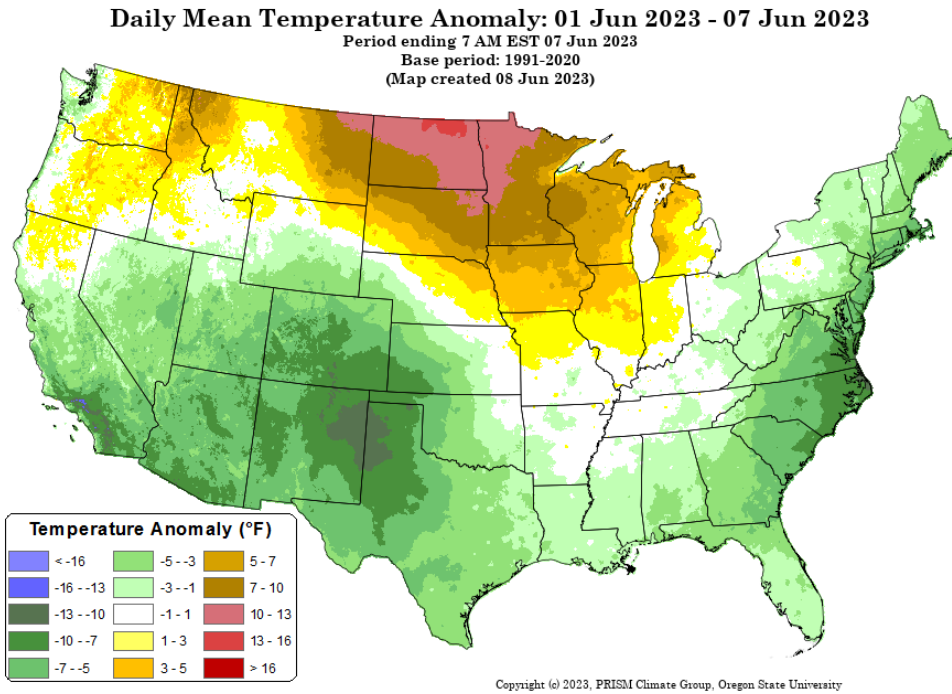 Daily Mean Temperature Anomaly: 01 Jun 2023 - 07 Jun 2023
Period ending 7 AM EST 07 Jun 2023
Base period: 1991-2020
(Map created 08 Jun 2023)
Temperature Anomaly (°F)
< -16
-16 - -13
-13 - -10
-10 - -7
-7 - -5
-5 - -3
-3 - -1
-1 - 1
1 - 3
3 - 5
5 - 7
7 - 10
10 - 13
13 - 16
> 16
Copyright (c) 2023, PRISM Climate Group, Oregon State University